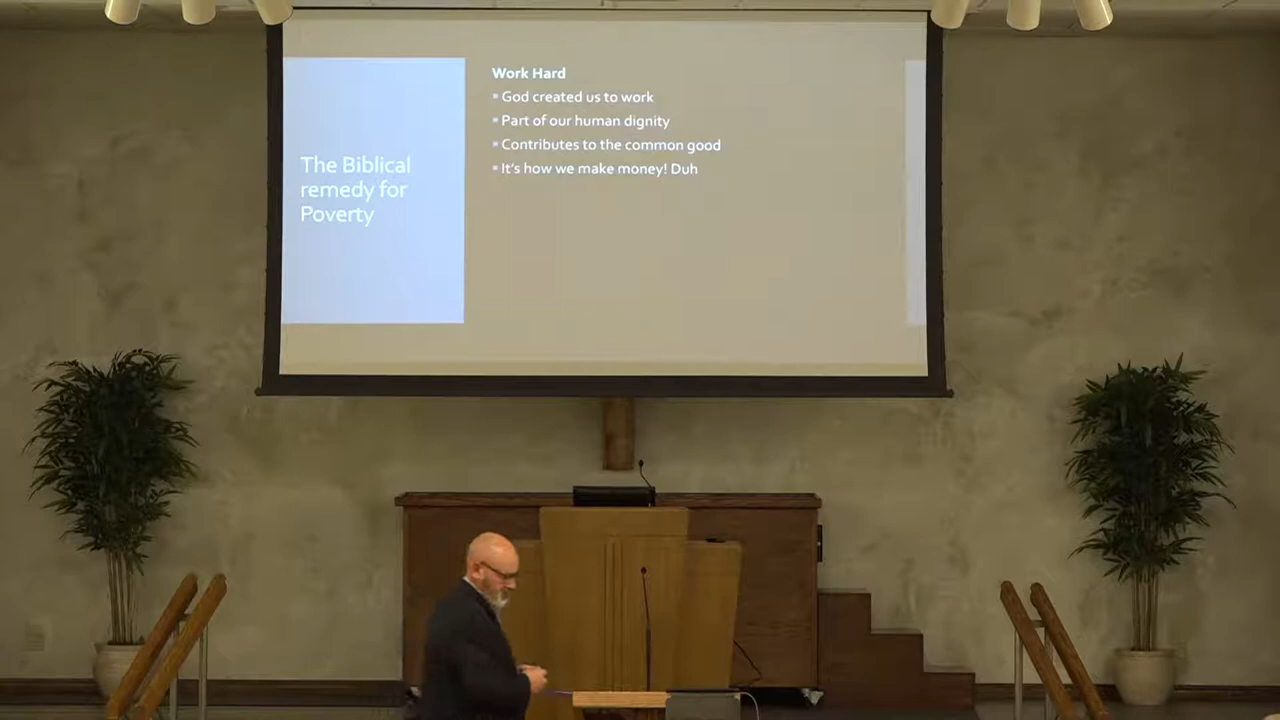 The Biblical
remedy for
Poverty
Work Hard
▪ God created us to work
▪ Part of our human dignity
▪ Contributes to the common good
▪ It's how we make money! Duh